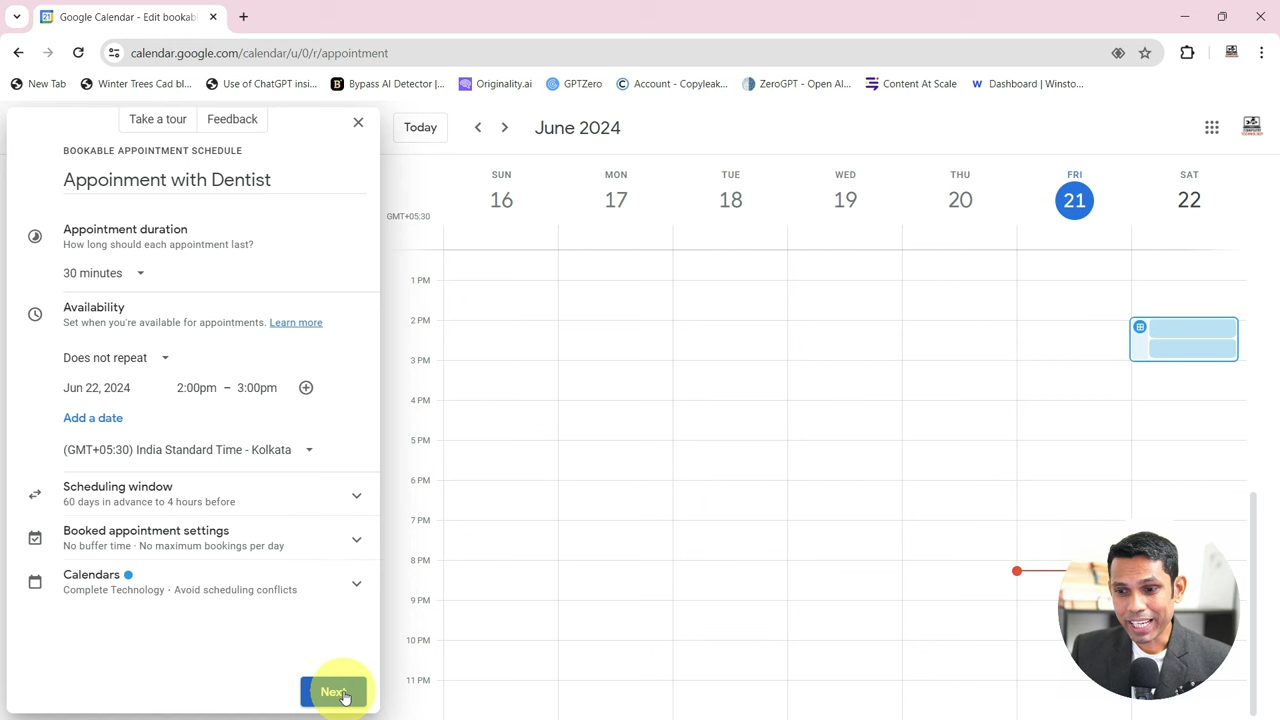 Google Calendar - Edit bookabl
calendar.google.com/calendar/u/0/r/appointment
New Tab
Winter Trees Cad bl...
Use of ChatGPT insi...
Bypass AI Detector |...
Originality.ai
GPTZero
Account - Copyleak...
ZeroGPT - Open AI...
Content At Scale
Dashboard | Winsto...
Take a tour
Feedback
BOOKABLE APPOINTMENT SCHEDULE
Appoinment with Dentist
Appointment duration
How long should each appointment last?
30 minutes
Availability
Set when you're available for appointments. Learn more
Does not repeat
Jun 22, 2024 2:00pm – 3:00pm
Add a date
(GMT+05:30) India Standard Time - Kolkata
Scheduling window
60 days in advance to 4 hours before
Booked appointment settings
No buffer time · No maximum bookings per day
Calendars
Complete Technology · Avoid scheduling conflicts
Next
Today
June 2024
SUN MON TUE WED THU FRI SAT
16 17 18 19 20 21 22
GMT+05:30
1 PM
2 PM
3 PM
4 PM
5 PM
6 PM
7 PM
8 PM
9 PM
10 PM
11 PM